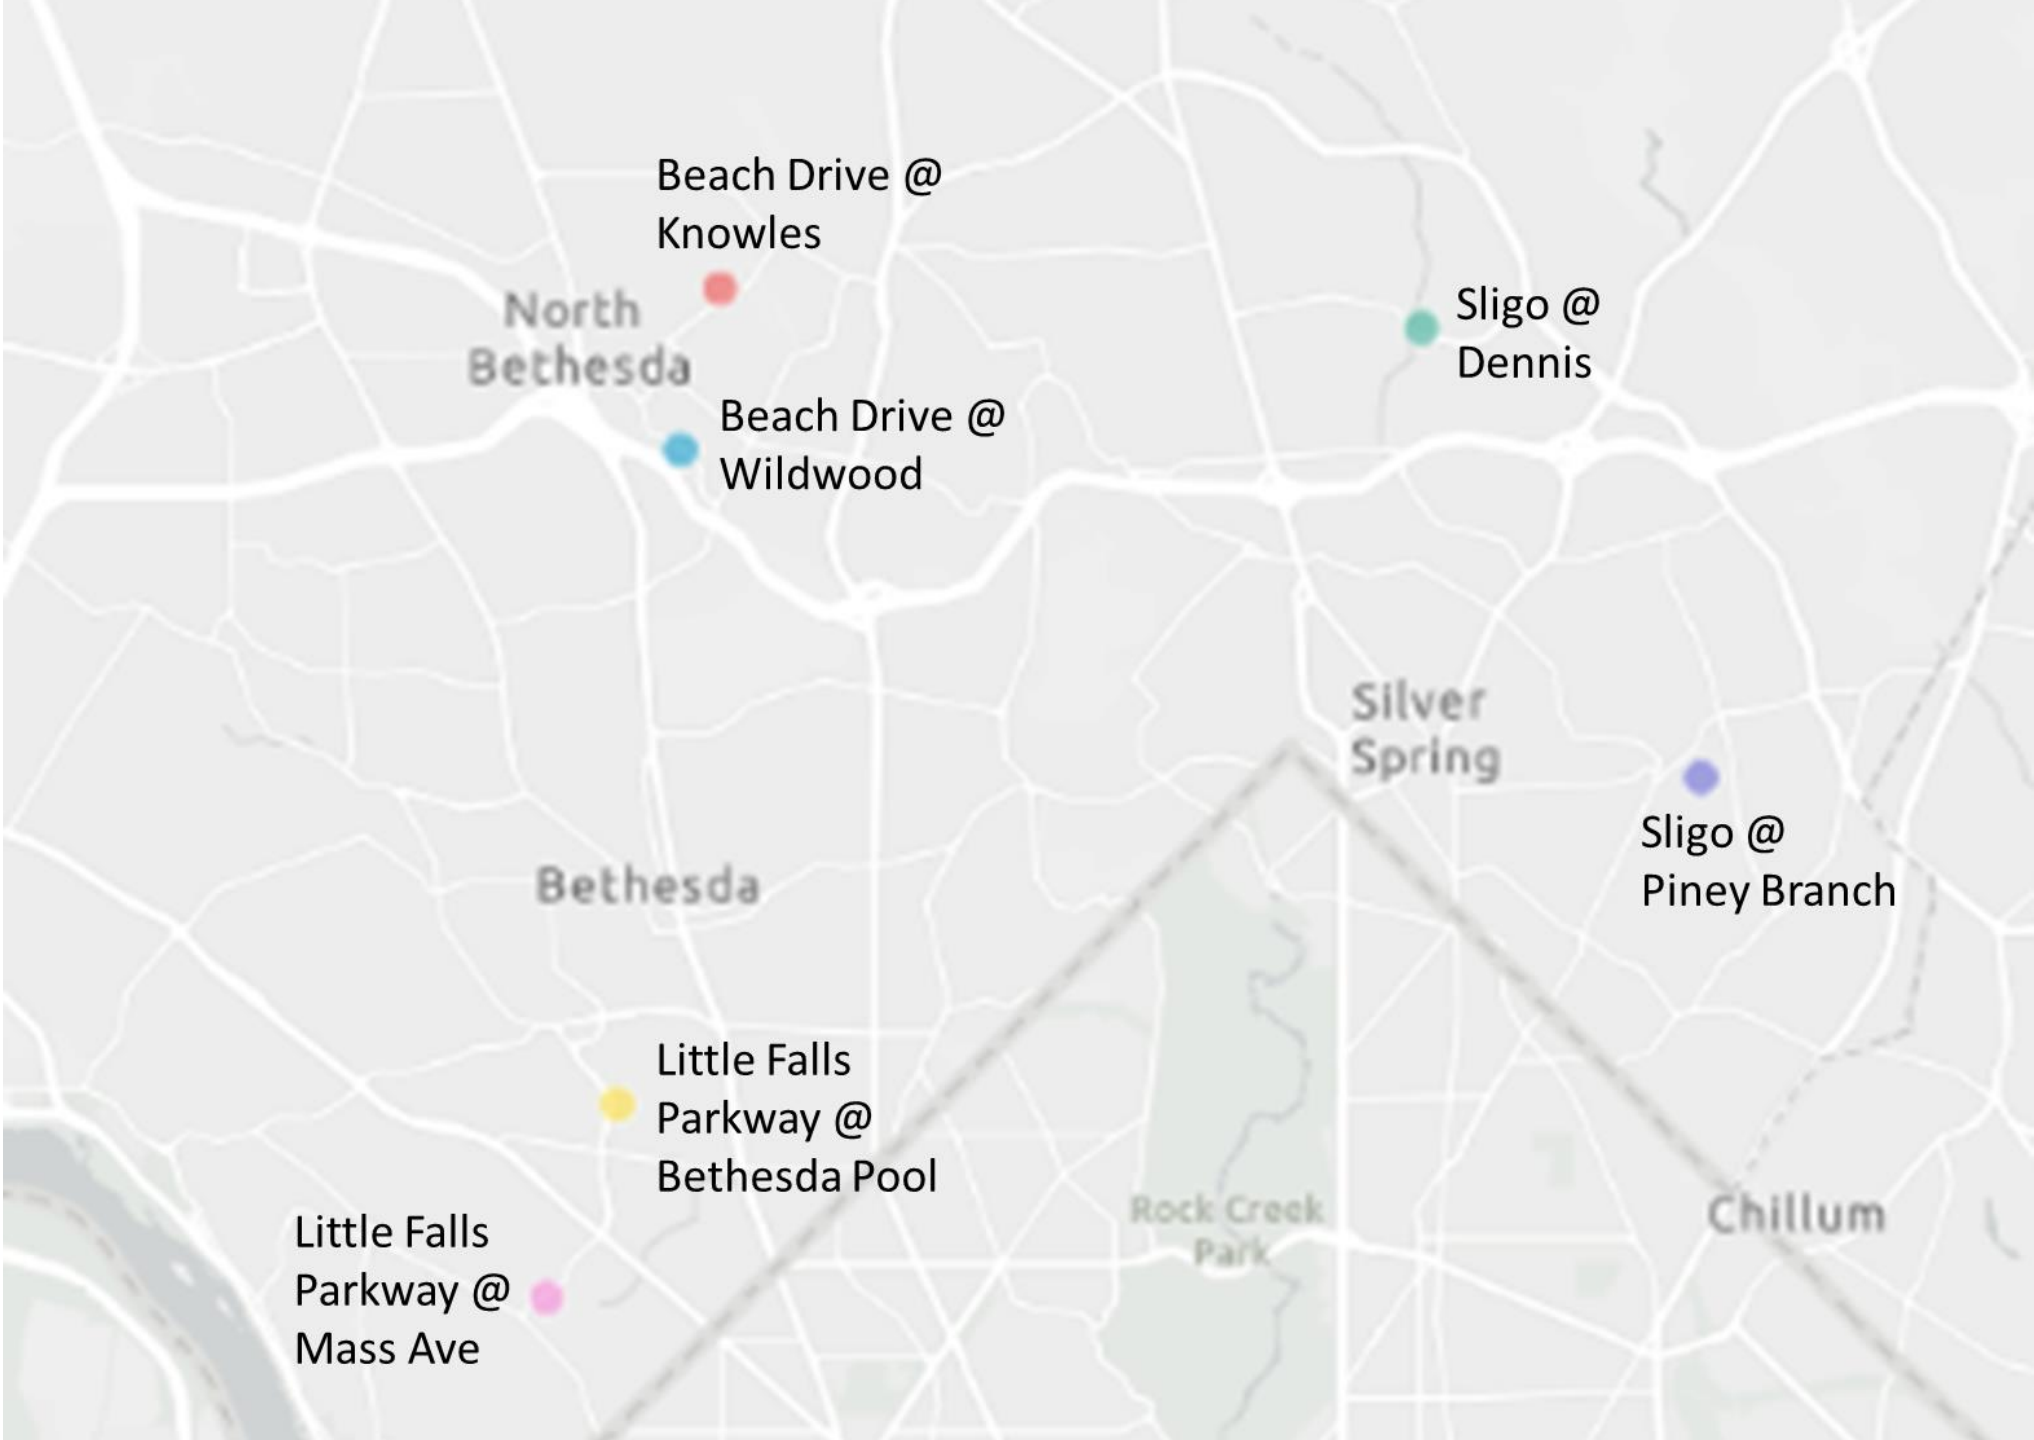 Beach Drive @
Knowles
North
Bethesda
Sligo @
Dennis
Beach Drive @
Wildwood
Silver
Spring
Sligo @
Piney Branch
Bethesda
Little Falls
Parkway @
Bethesda Pool
Rock Creek
Park
Chillum
Little Falls
Parkway @
Mass Ave